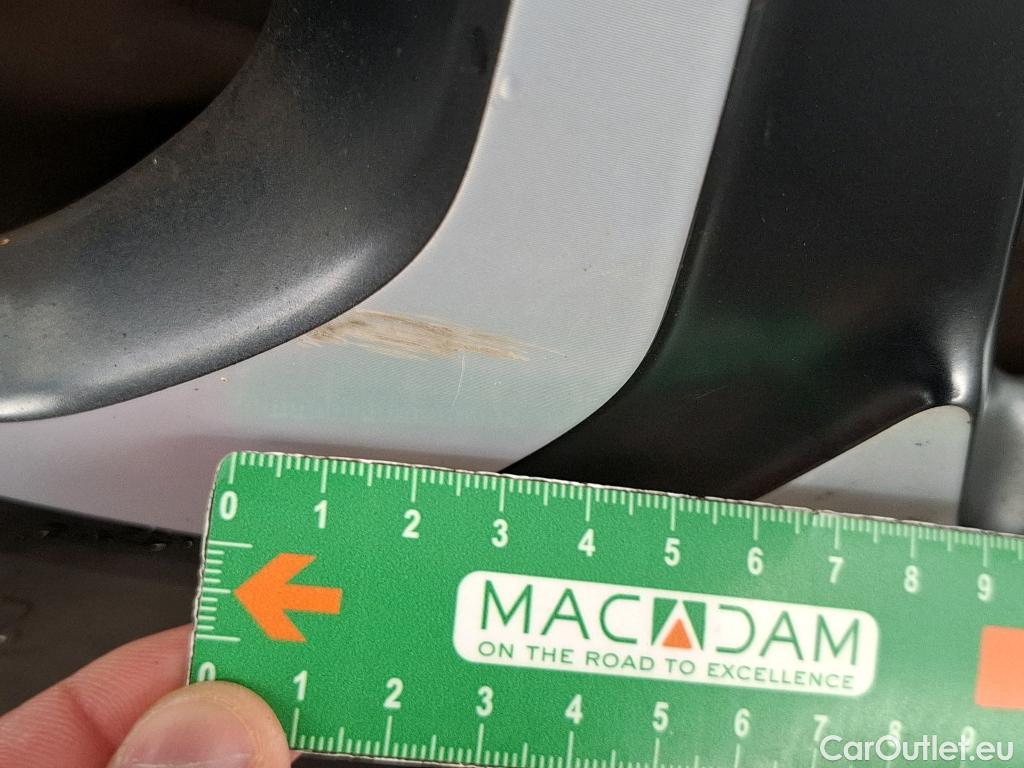 0 1 2 3 4 5 6 7 8 9
MACADAM
ON THE ROAD TO EXCELLENCE
0 1 2 3 4 5 6 7 8 9
CarOutlet.eu